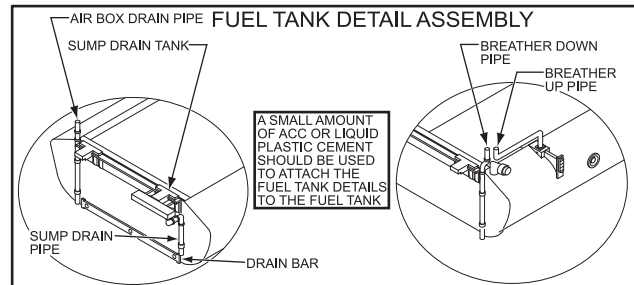 FUEL TANK DETAIL ASSEMBLY
AIR BOX DRAIN PIPE
SUMP DRAIN TANK
SUMP DRAIN
PIPE
DRAIN BAR
A SMALL AMOUNT
OF ACC OR LIQUID
PLASTIC CEMENT
SHOULD BE USED
TO ATTACH THE
FUEL TANK DETAILS
TO THE FUEL TANK
BREATHER DOWN
PIPE
BREATHER
UP PIPE